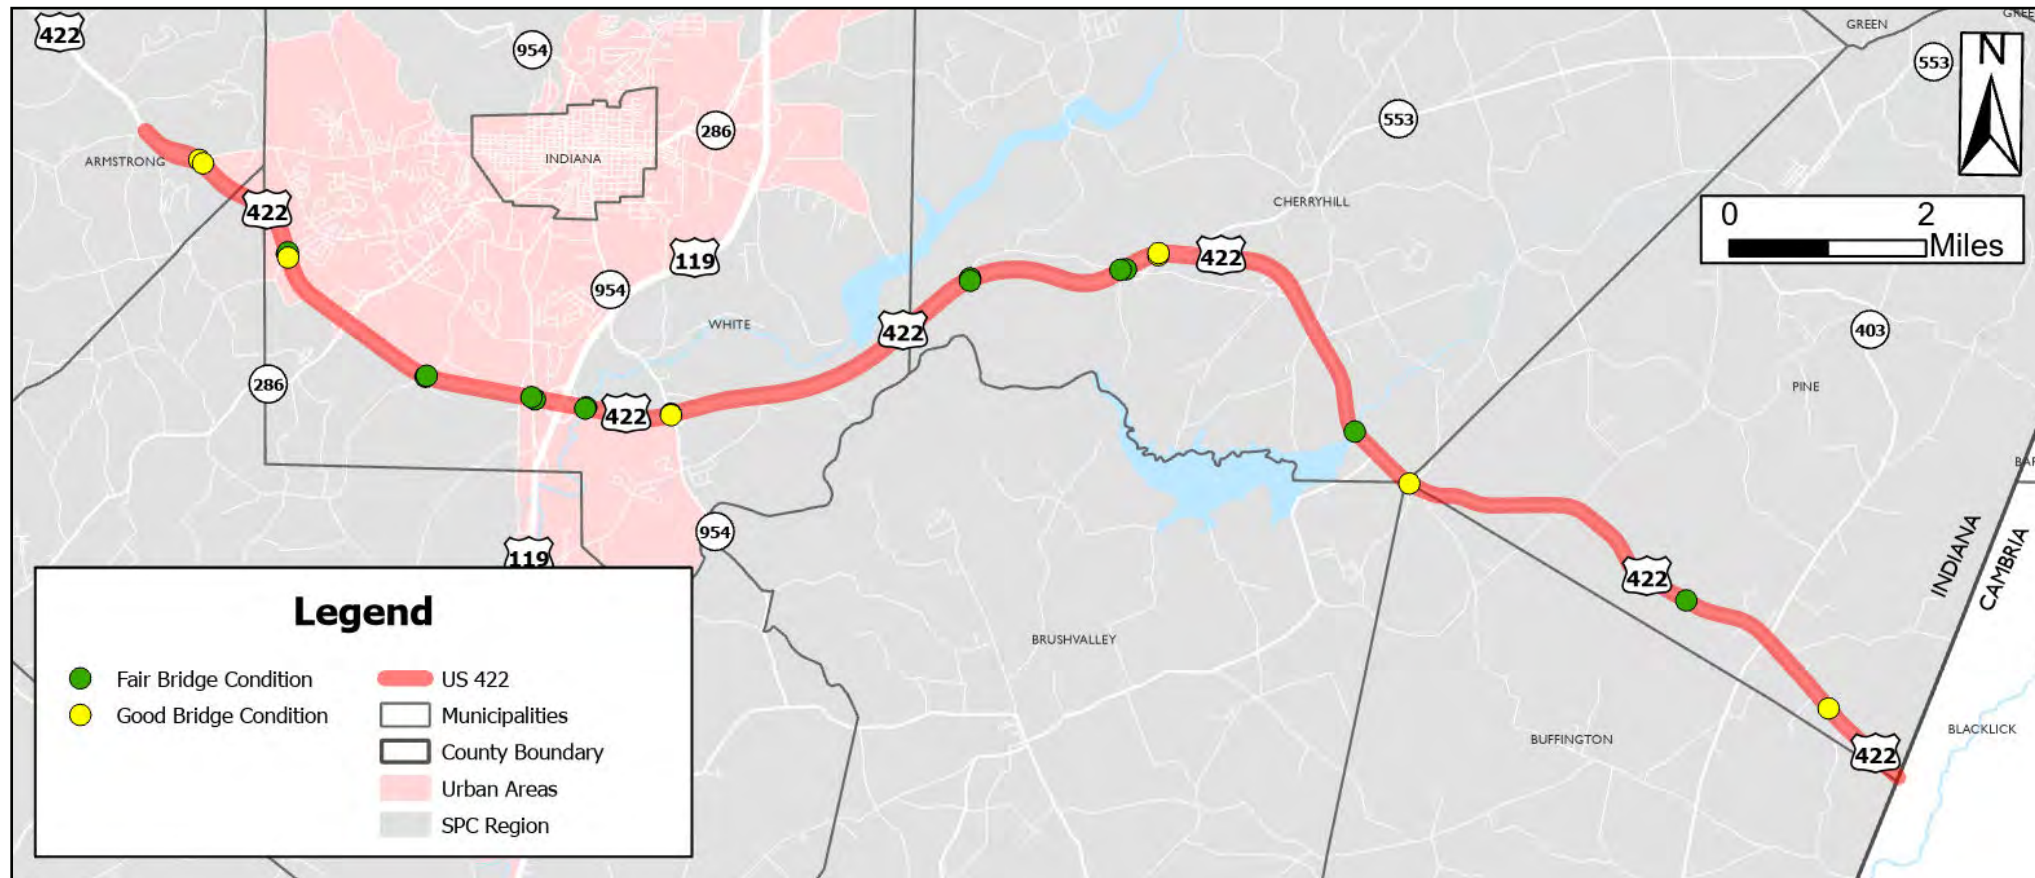 422
954
GREEN
553
N
286
553
ARMSTRONG
INDIANA
CHERRYHILL
422
0 2
Miles
119
422
954
WHITE
422
403
286
422
PINE
954
119
422
INDIANA
CAMBRIA
BRUSHVALLEY
BUFFINGTON
BLACKLICK
422
Legend
Fair Bridge Condition
Good Bridge Condition
US 422
Municipalities
County Boundary
Urban Areas
SPC Region